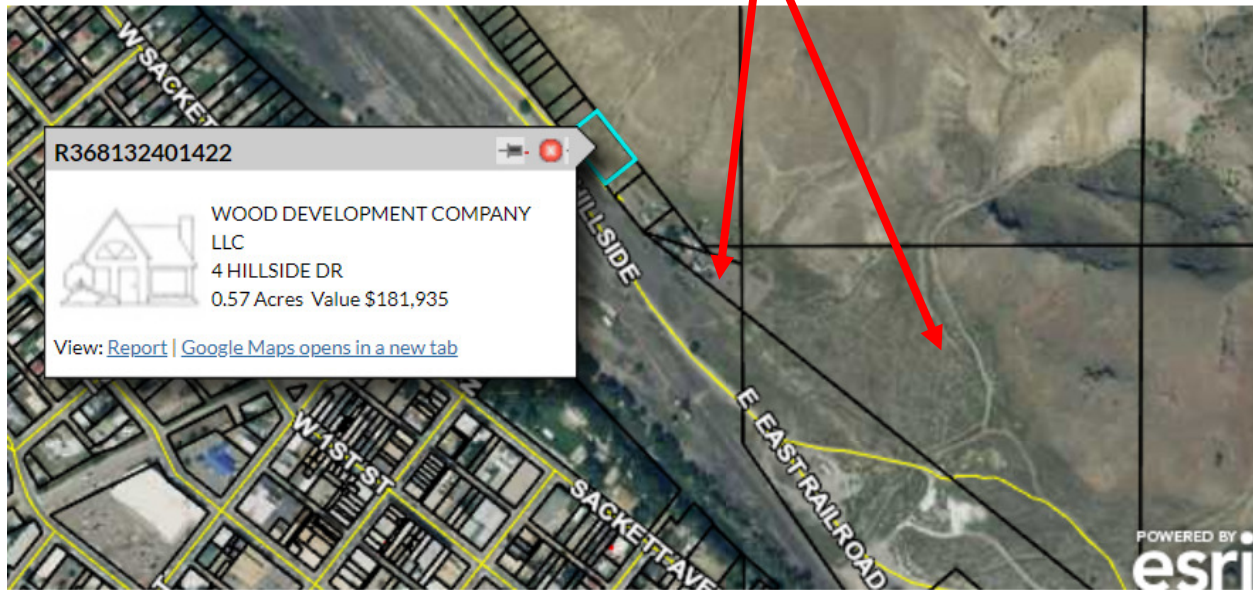 W SACKET
R368132401422
WOOD DEVELOPMENT COMPANY
LLC
4 HILLSIDE DR
0.57 Acres Value $181,935
View: Report | Google Maps opens in a new tab
HILLSIDE
E EAST RAILROAD
W 1ST ST
SACKETT AVE
POWERED BY
esri